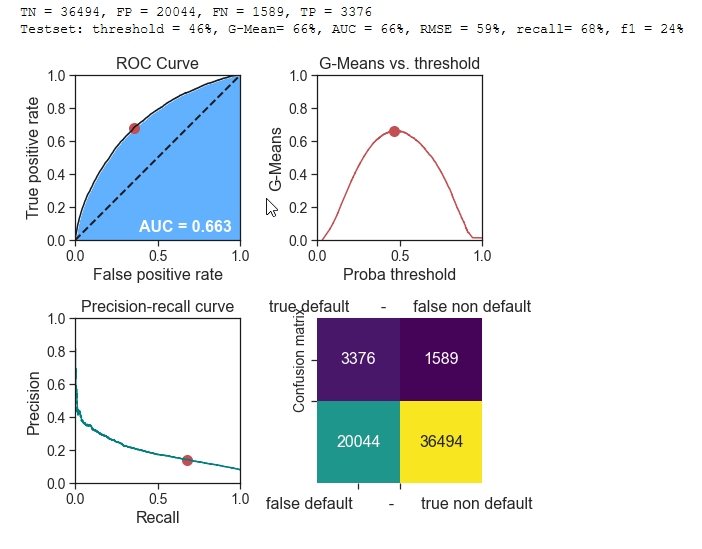 TN = 36494, FP = 20044, FN = 1589, TP = 3376
Testset: threshold = 46%, G-Mean= 66%, AUC = 66%, RMSE = 59%, recall= 68%, f1 = 24%
ROC Curve
1.0
0.8
0.6
0.4
0.2
0.0
True positive rate
AUC = 0.663
0.0 0.5 1.0
False positive rate
G-Means vs. threshold
1.0
0.8
0.6
0.4
0.2
0.0
G-Means
0.0 0.5 1.0
Proba threshold
Precision-recall curve
1.0
0.8
0.6
0.4
0.2
0.0
Precision
0.0 0.5 1.0
Recall
true default - false non default
Confusion matrix
3376 1589
20044 36494
false default - true non default